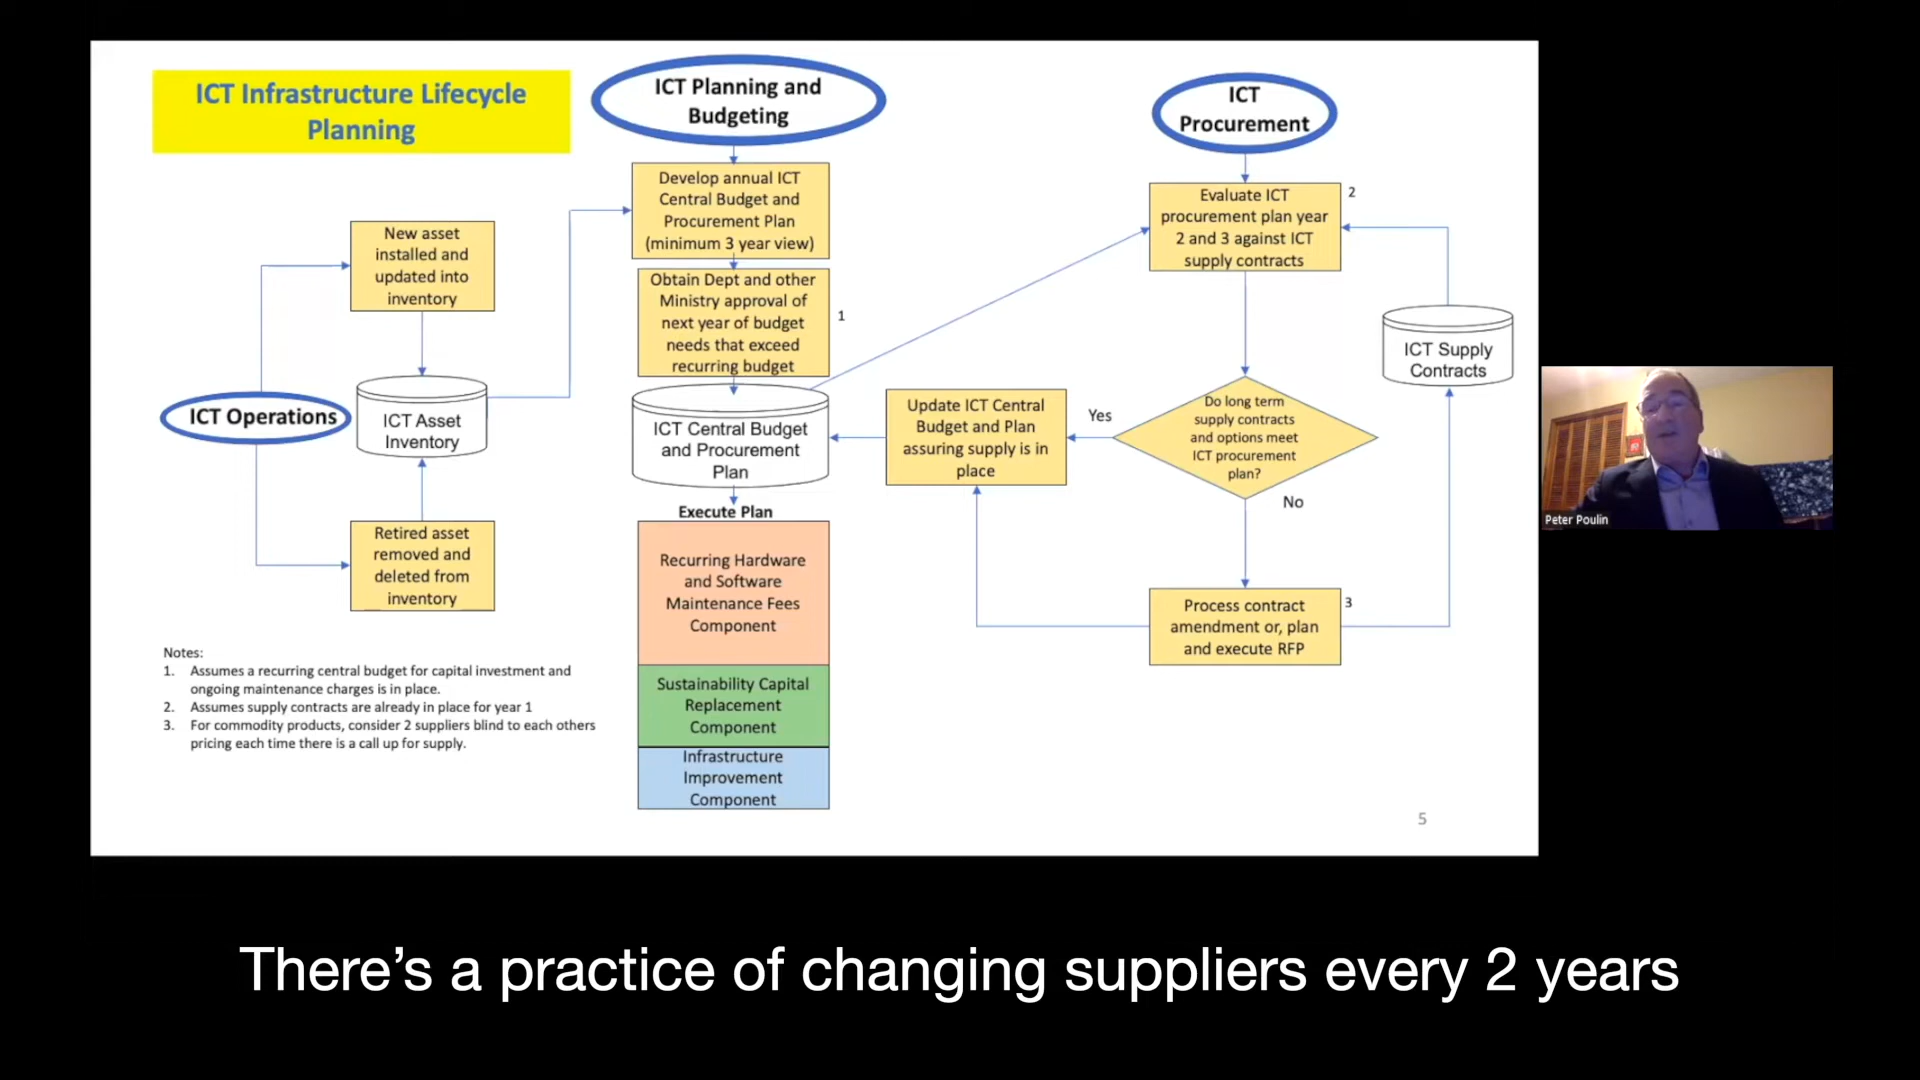 ICT Infrastructure Lifecycle
Planning
ICT Planning and
Budgeting
ICT
Procurement
Develop annual ICT
Central Budget and
Procurement Plan
(minimum 3 year view)
Evaluate ICT
procurement plan year
2 and 3 against ICT
supply contracts
2
New asset
installed and
updated into
inventory
Obtain Dept and other
Ministry approval of
next year of budget
needs that exceed
recurring budget
1
ICT Supply
Contracts
ICT Operations
ICT Asset
Inventory
ICT Central Budget
and Procurement
Plan
Update ICT Central
Budget and Plan
assuring supply is in
place
Yes
Do long term
supply contracts
and options meet
ICT procurement
plan?
No
Execute Plan
Retired asset
removed and
deleted from
inventory
Recurring Hardware
and Software
Maintenance Fees
Component
Process contract
amendment or, plan
and execute RFP
3
Sustainability Capital
Replacement
Component
Infrastructure
Improvement
Component
Notes:
1. Assumes a recurring central budget for capital investment and
ongoing maintenance charges is in place.
2. Assumes supply contracts are already in place for year 1
3. For commodity products, consider 2 suppliers blind to each others
pricing each time there is a call up for supply.
5
Peter Poulin
There's a practice of changing suppliers every 2 years